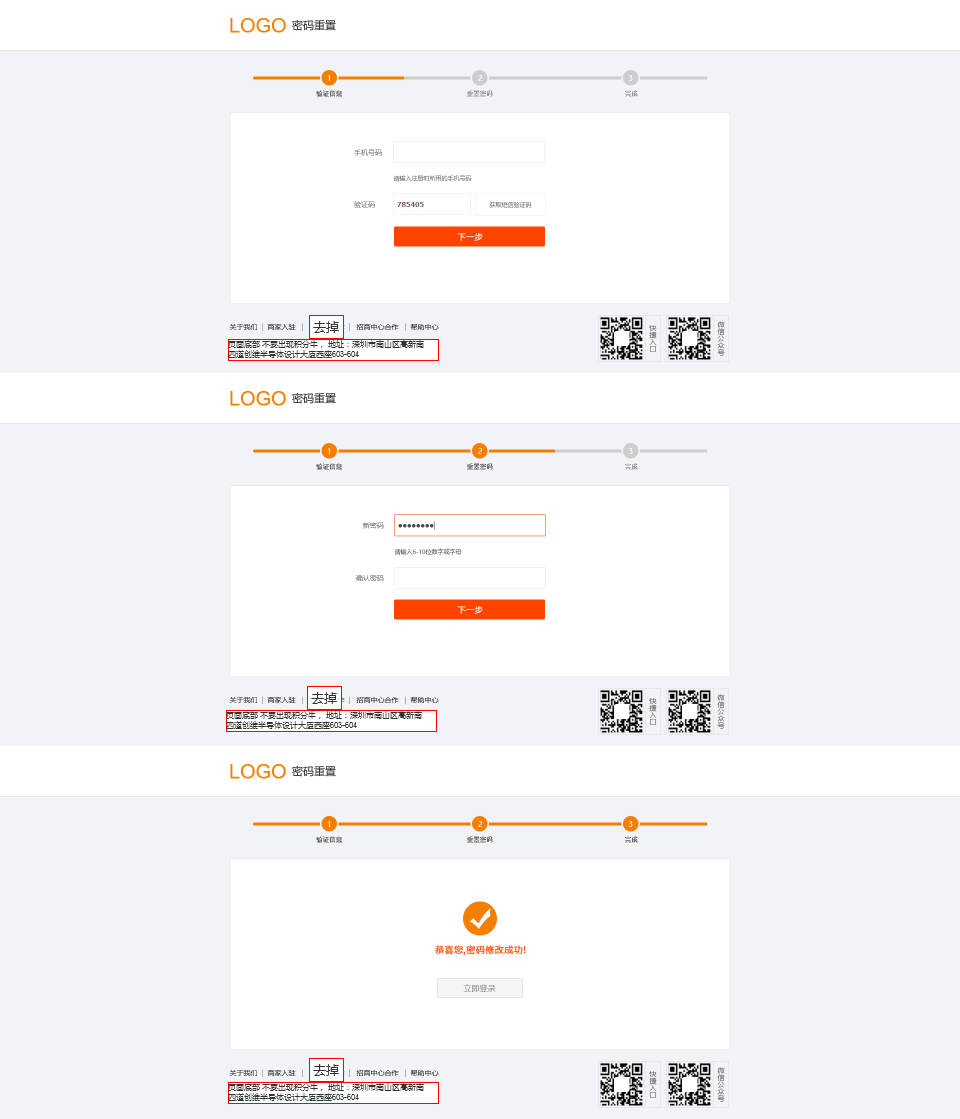 LOGO 密码重置
1 2 3
验证信息 重置密码 完成
手机号码
请输入注册时所用的手机号码
验证码 785405 获取短信验证码
下一步
关于我们 | 商家入驻 | 去掉 | 招商中心合作 | 帮助中心
页面底部 不要出现积分牛， 地址：深圳市南山区高新南
四道创维半导体设计大厦西座603-604
快捷入口
微信公众号
LOGO 密码重置
1 2 3
验证信息 重置密码 完成
新密码 ●●●●●●●●
请输入6-10位数字或字母
确认密码
下一步
关于我们 | 商家入驻 | 去掉 | 招商中心合作 | 帮助中心
页面底部 不要出现积分牛， 地址：深圳市南山区高新南
四道创维半导体设计大厦西座603-604
快捷入口
微信公众号
LOGO 密码重置
1 2 3
验证信息 重置密码 完成
恭喜您,密码修改成功!
立即登录
关于我们 | 商家入驻 | 去掉 | 招商中心合作 | 帮助中心
页面底部 不要出现积分牛， 地址：深圳市南山区高新南
四道创维半导体设计大厦西座603-604
快捷入口
微信公众号